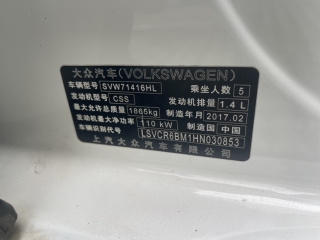 大众汽车(VOLKSWAGEN)
车辆型号 SVW71416HL 乘坐人数 5
发动机型号 CSS 发动机排量 1.4 L
最大允许总质量 1865kg 制造年月 2017.02
发动机最大净功率 110 kW 制造国 中国
车辆识别代号 LSVCR6BM1HN030853
上汽大众汽车有限公司